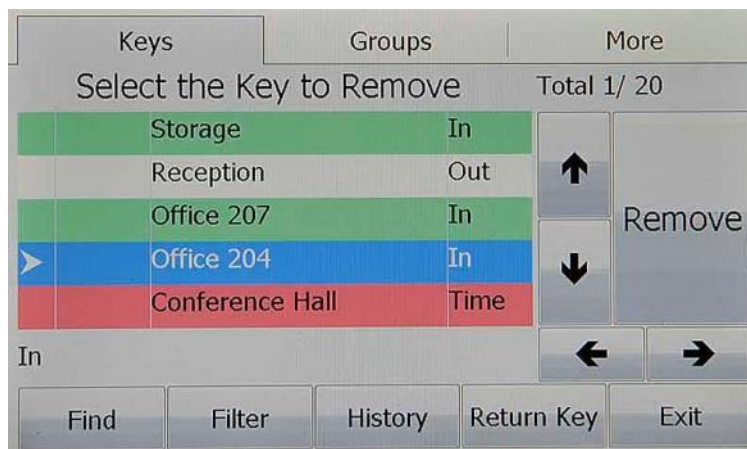 Keys Groups More
Select the Key to Remove Total 1/ 20
Storage In
Reception Out
Office 207 In
Remove
Office 204 In
Conference Hall Time
In
Find Filter History Return Key Exit